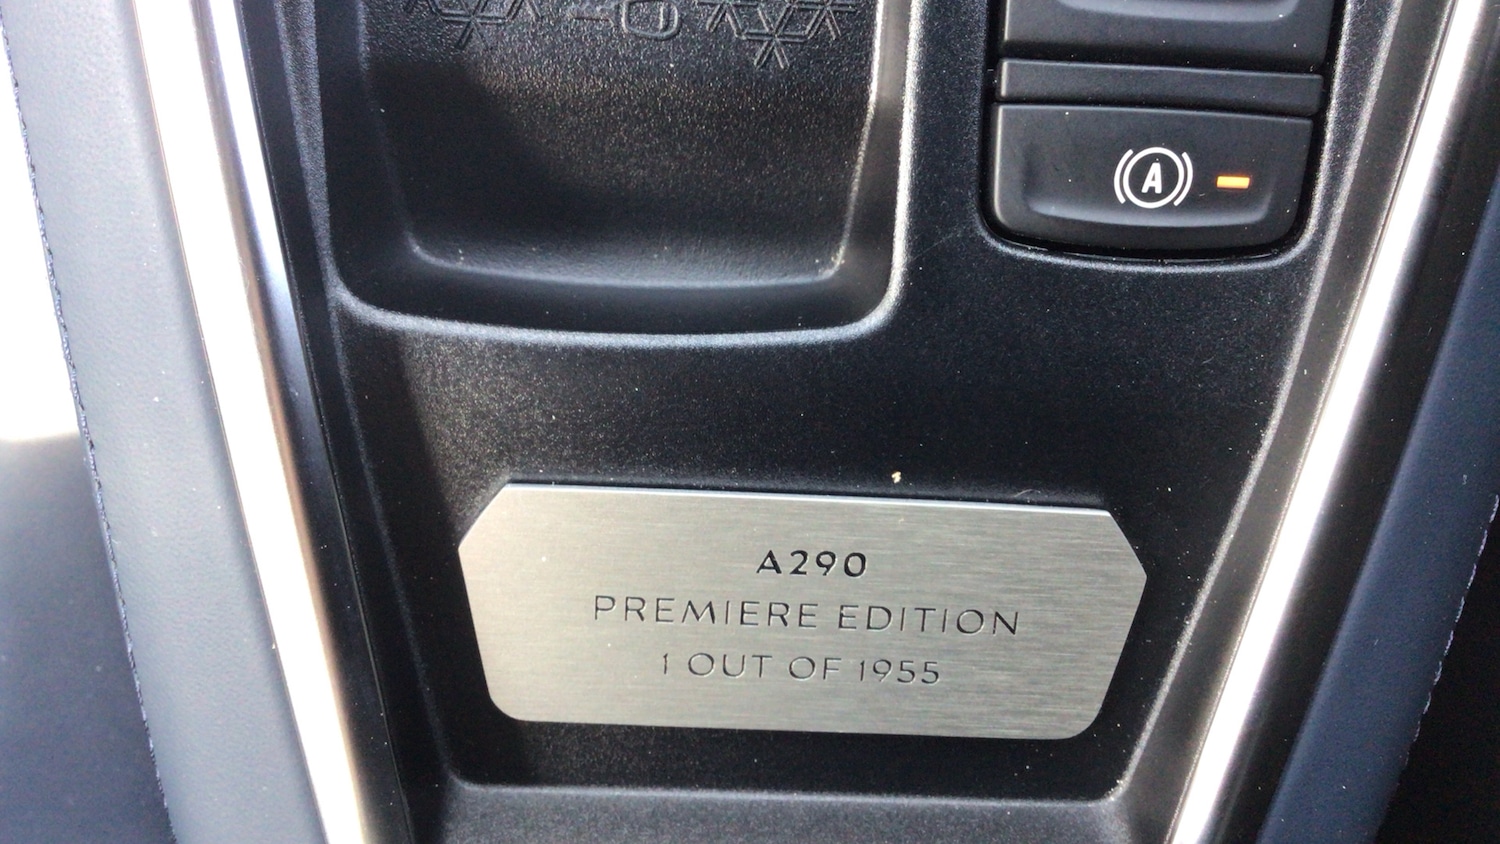 A
A290
PREMIERE EDITION
1 OUT OF 1955